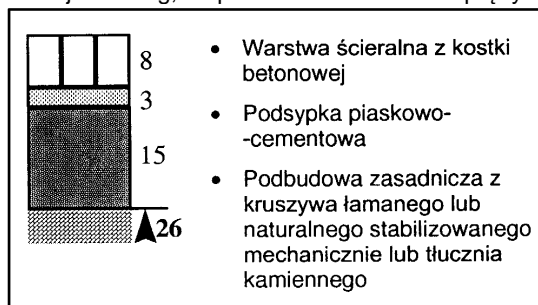 8
3
15
26
• Warstwa ścieralna z kostki
betonowej
• Podsypka piaskowo-
-cementowa
• Podbudowa zasadnicza z
kruszywa łamanego lub
naturalnego stabilizowanego
mechanicznie lub tłucznia
kamiennego